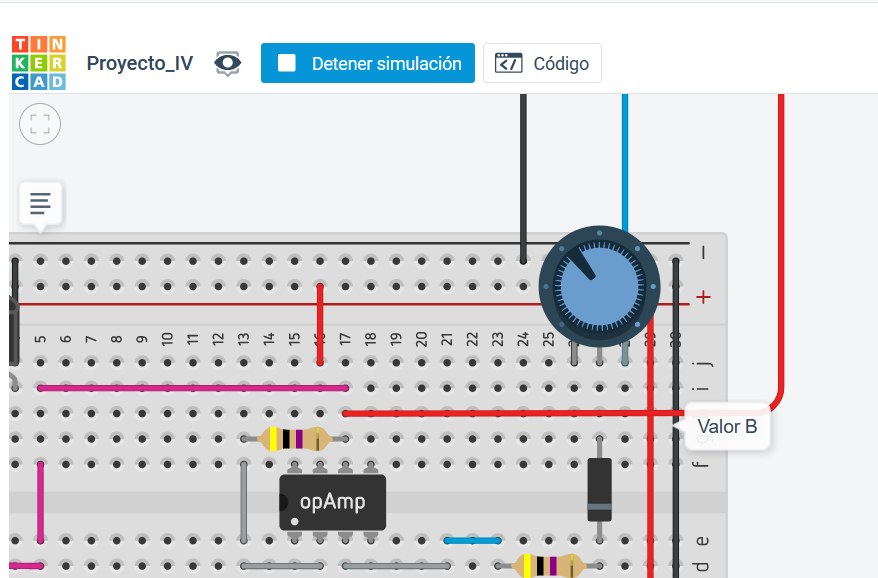 TIN
KER
CAD
Proyecto_IV
Detener simulación
Código
−
+
5 6 7 8 9 10 11 12 13 14 15 16 17 18 19 20 21 22 23 24 25 29 30
j
i
Valor B
f
opAmp
e
d